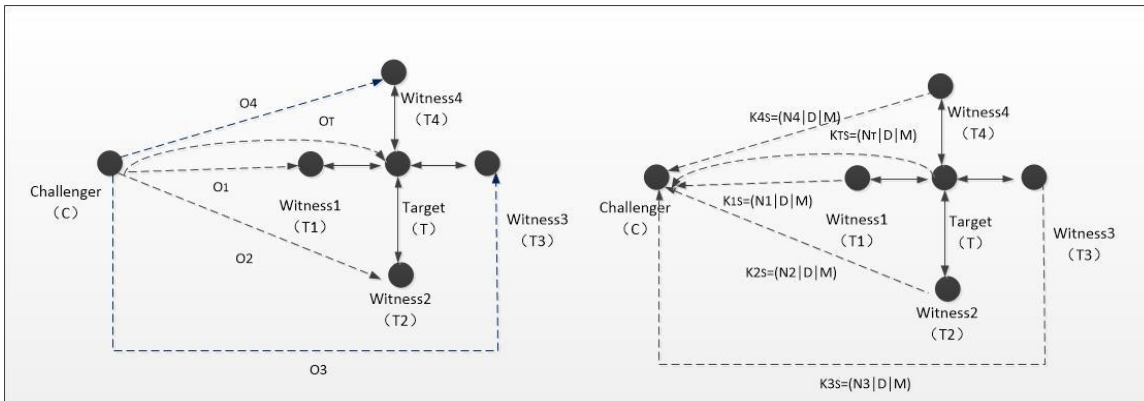 O4
Witness4
（T4）
OT
O1
Challenger
（C）
Witness1
（T1）
Target
（T）
Witness3
（T3）
O2
Witness2
（T2）
O3
K4S=(N4|D|M)
Witness4
（T4）
KTS=(NT|D|M)
K1S=(N1|D|M)
Challenger
（C）
Witness1
（T1）
Target
（T）
Witness3
（T3）
K2S=(N2|D|M)
Witness2
（T2）
K3S=(N3|D|M)